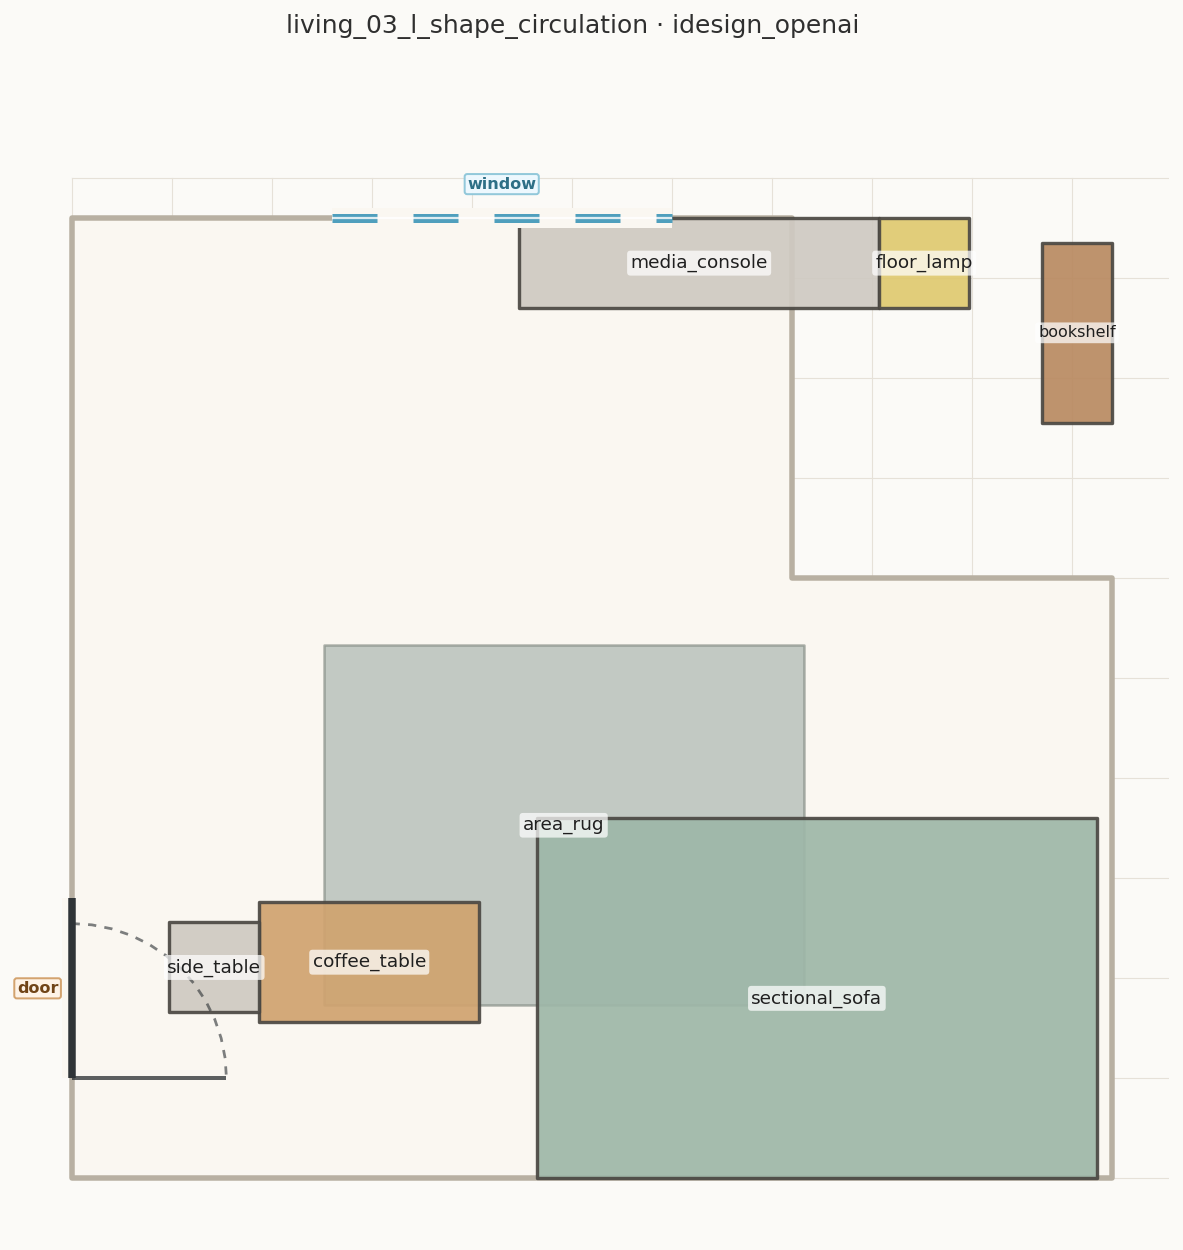 living_03_l_shape_circulation · idesign_openai
window
media_console
floor_lamp
bookshelf
area_rug
side_table
coffee_table
door
sectional_sofa